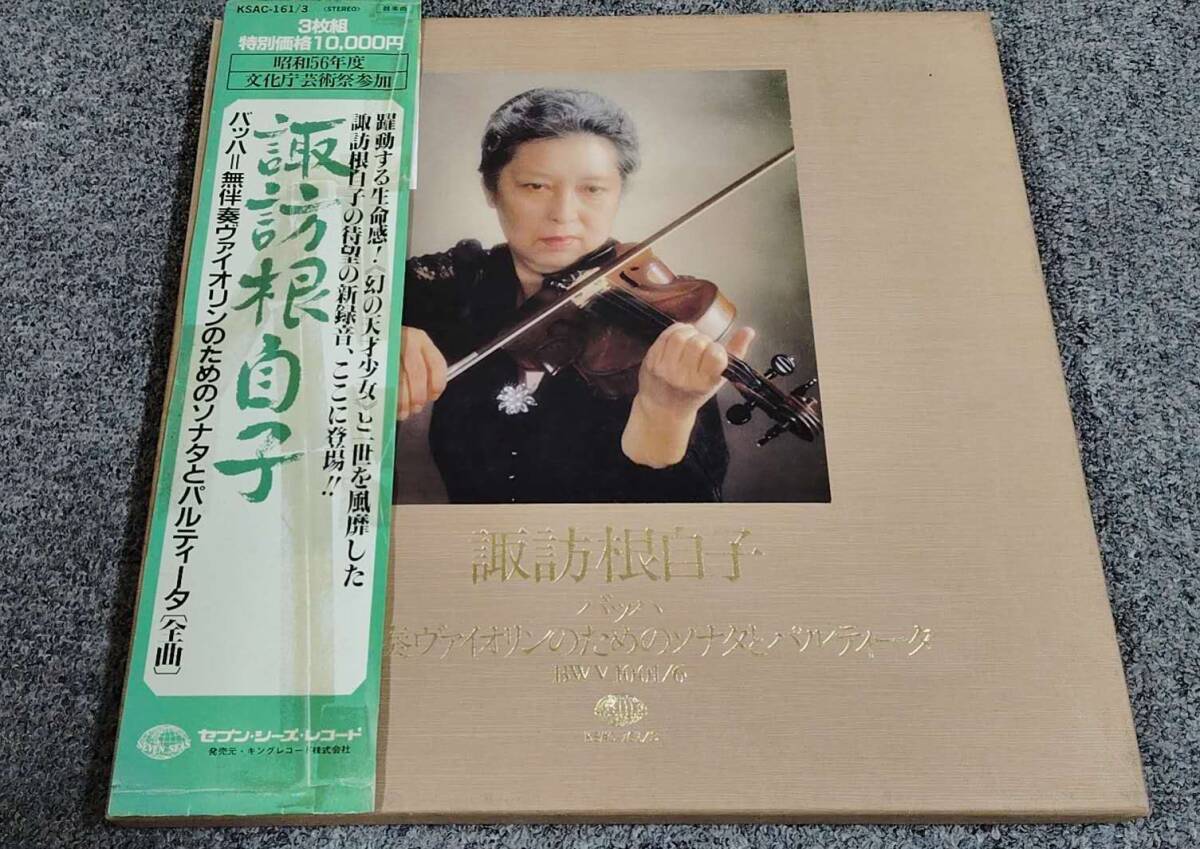 KSAC-161/3 (STEREO)
3枚組
特別価格10,000円
昭和56年度
文化庁芸術祭参加
躍動する生命感!〈幻の天才少女〉と一世を風靡した
諏訪根自子の待望の新録音、ここに登場!!
諏訪根自子
バッハ=無伴奏ヴァイオリンのためのソナタとパルティータ〔全曲〕
SEVEN SEAS
セブン・シーズ・レコード
発売元・キングレコード株式会社
諏訪根自子
バッハ
奏ヴァイオリンのためのソナタとパルティータ
BWV 1001/6